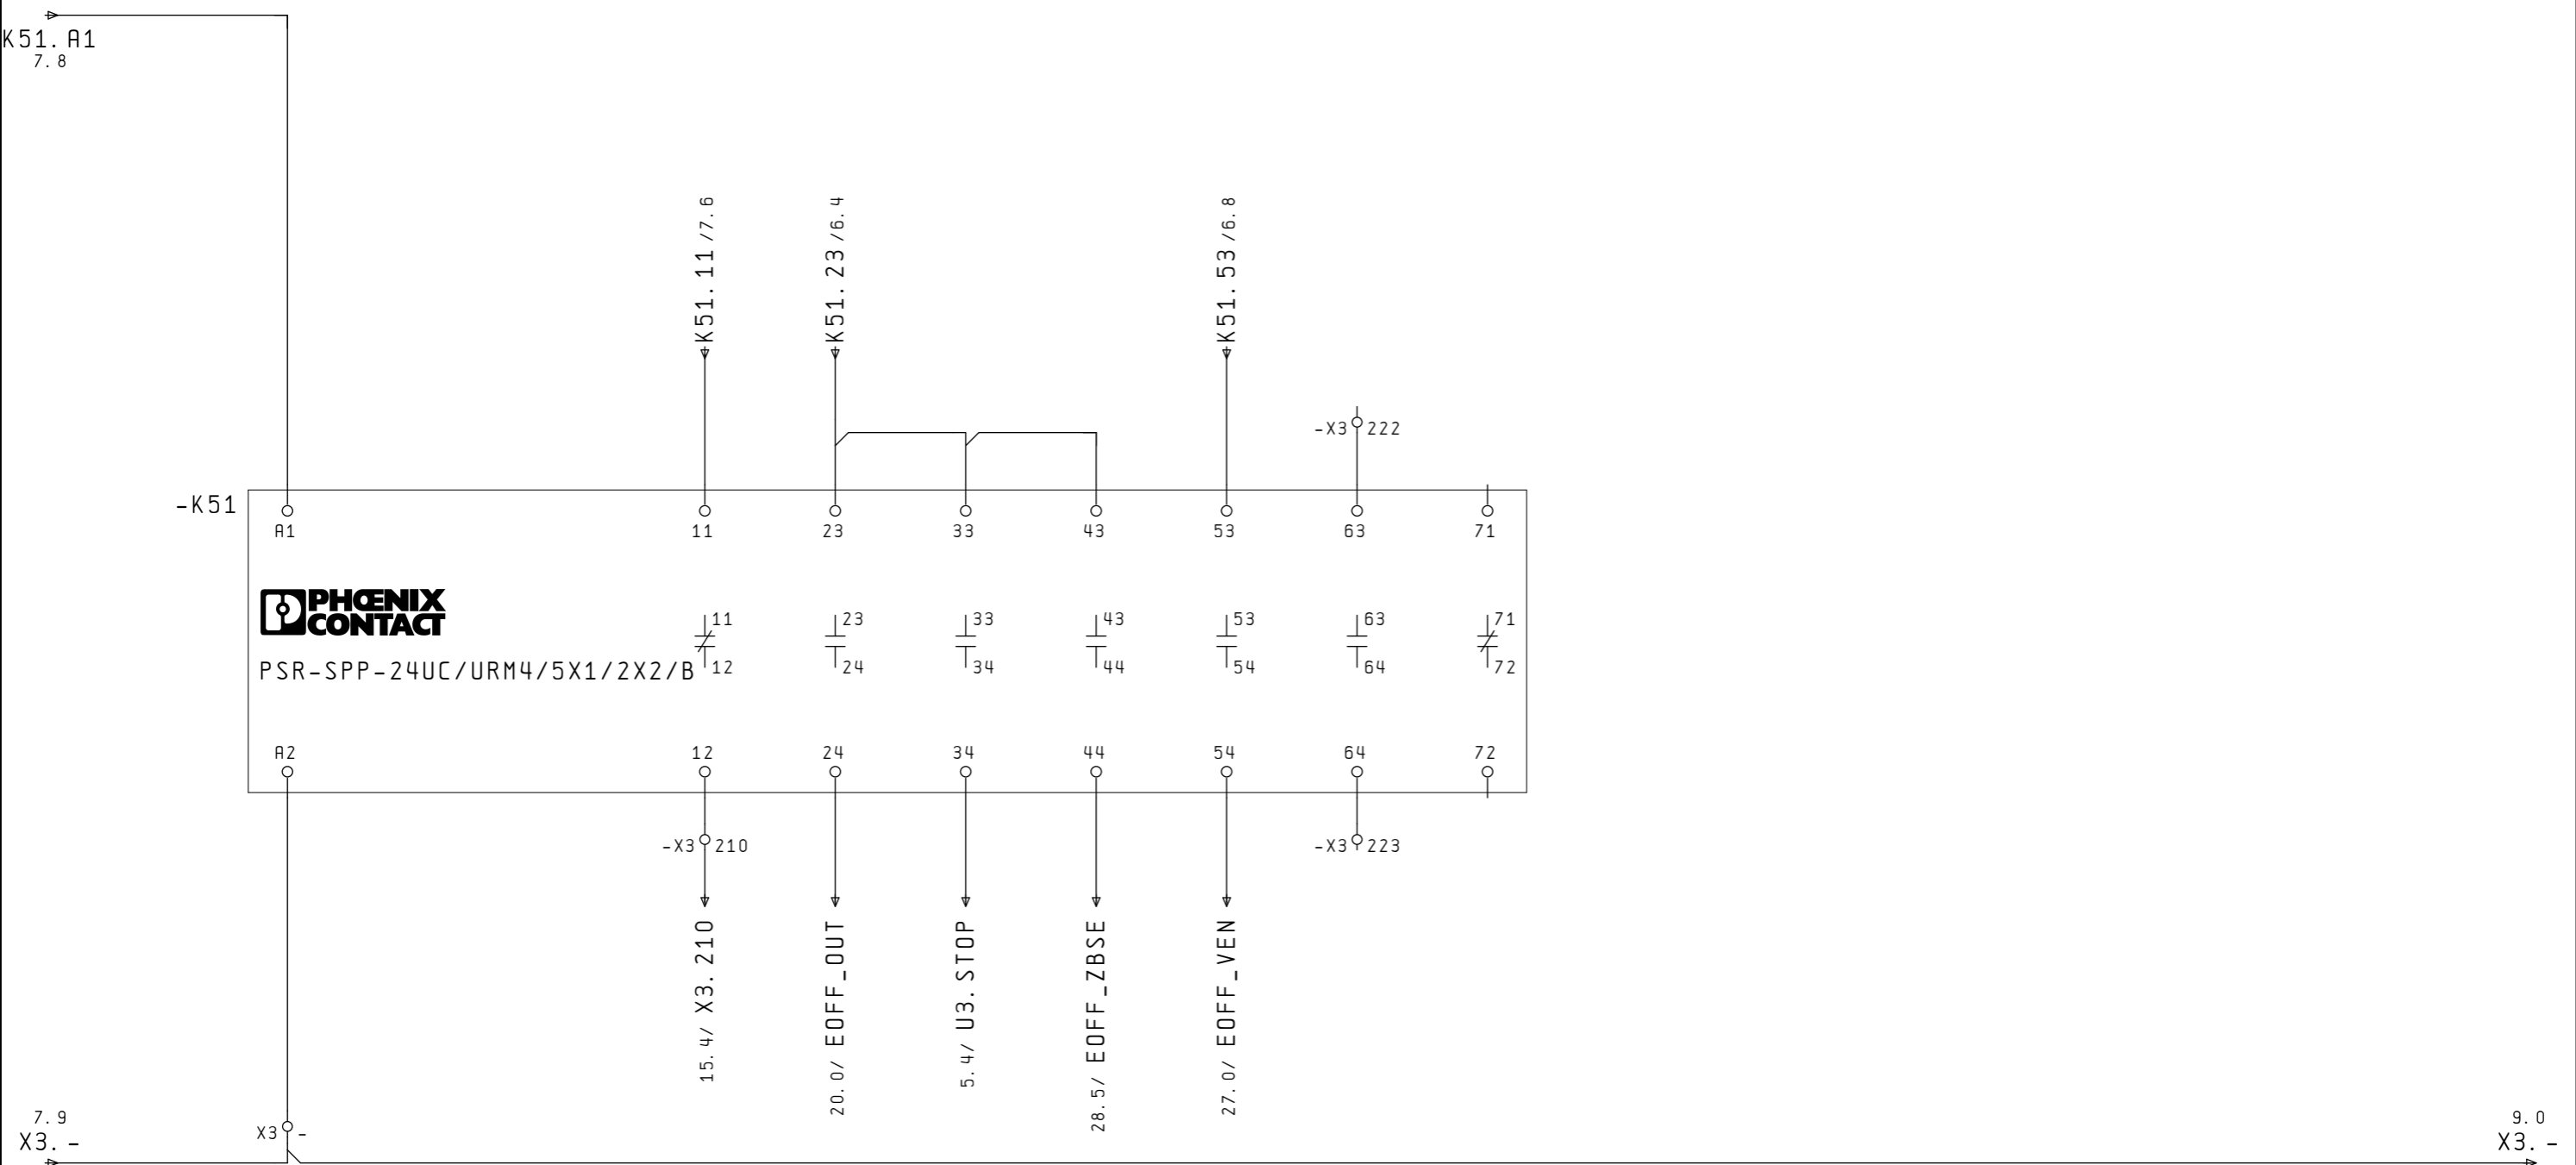 K51.A1
7.8
K51.11 /7.6
K51.23 /6.4
K51.53 /6.8
-X3 222
-K51
A1 11 23 33 43 53 63 71
PHŒNIX
CONTACT
11 23 33 43 53 63 71
12 24 34 44 54 64 72
PSR-SPP-24UC/URM4/5X1/2X2/B
A2 12 24 34 44 54 64 72
-X3 210
-X3 223
15.4/ X3.210
20.0/ EOFF_OUT
5.4/ U3.STOP
28.5/ EOFF_ZBSE
27.0/ EOFF_VEN
7.9
X3.-
X3 -
9.0
X3.-